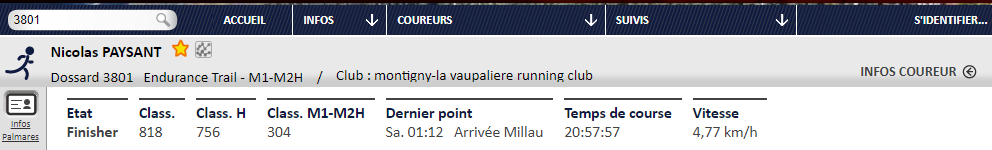 3801 ACCUEIL INFOS COUREURS SUIVIS S'IDENTIFIER...
Nicolas PAYSANT
Dossard 3801 Endurance Trail - M1-M2H / Club : montigny-la vaupaliere running club
INFOS COUREUR
Infos
Palmares
Etat Class. Class. H Class. M1-M2H Dernier point Temps de course Vitesse
Finisher 818 756 304 Sa. 01:12 Arrivée Millau 20:57:57 4,77 km/h